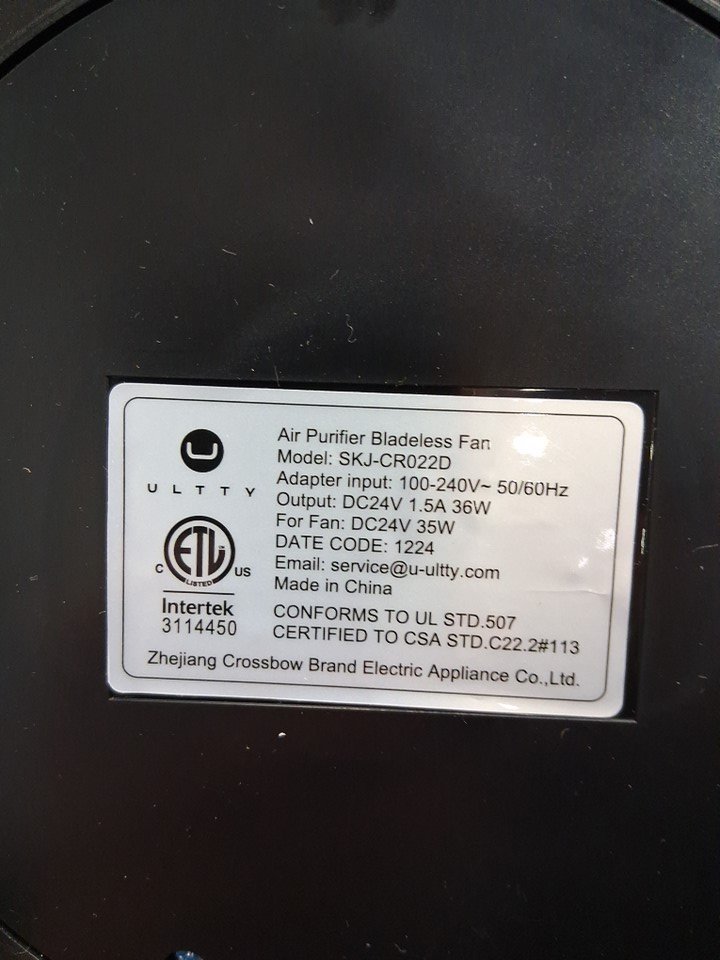 U L T T Y
C ETL US
LISTED
Intertek
3114450
Air Purifier Bladeless Fan
Model: SKJ-CR022D
Adapter input: 100-240V~ 50/60Hz
Output: DC24V 1.5A 36W
For Fan: DC24V 35W
DATE CODE: 1224
Email: service@u-ultty.com
Made in China
CONFORMS TO UL STD.507
CERTIFIED TO CSA STD.C22.2#113
Zhejiang Crossbow Brand Electric Appliance Co.,Ltd.